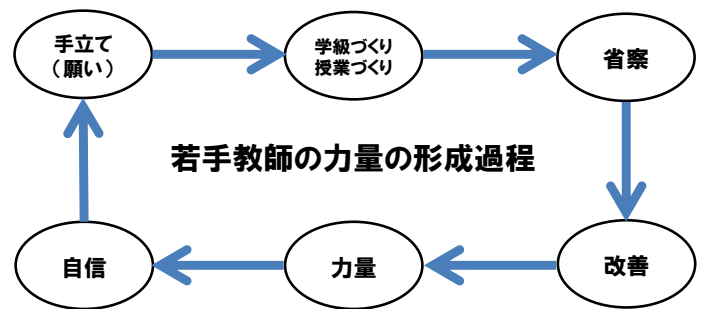 手立て
（願い）
学級づくり
授業づくり
省察
若手教師の力量の形成過程
自信
力量
改善